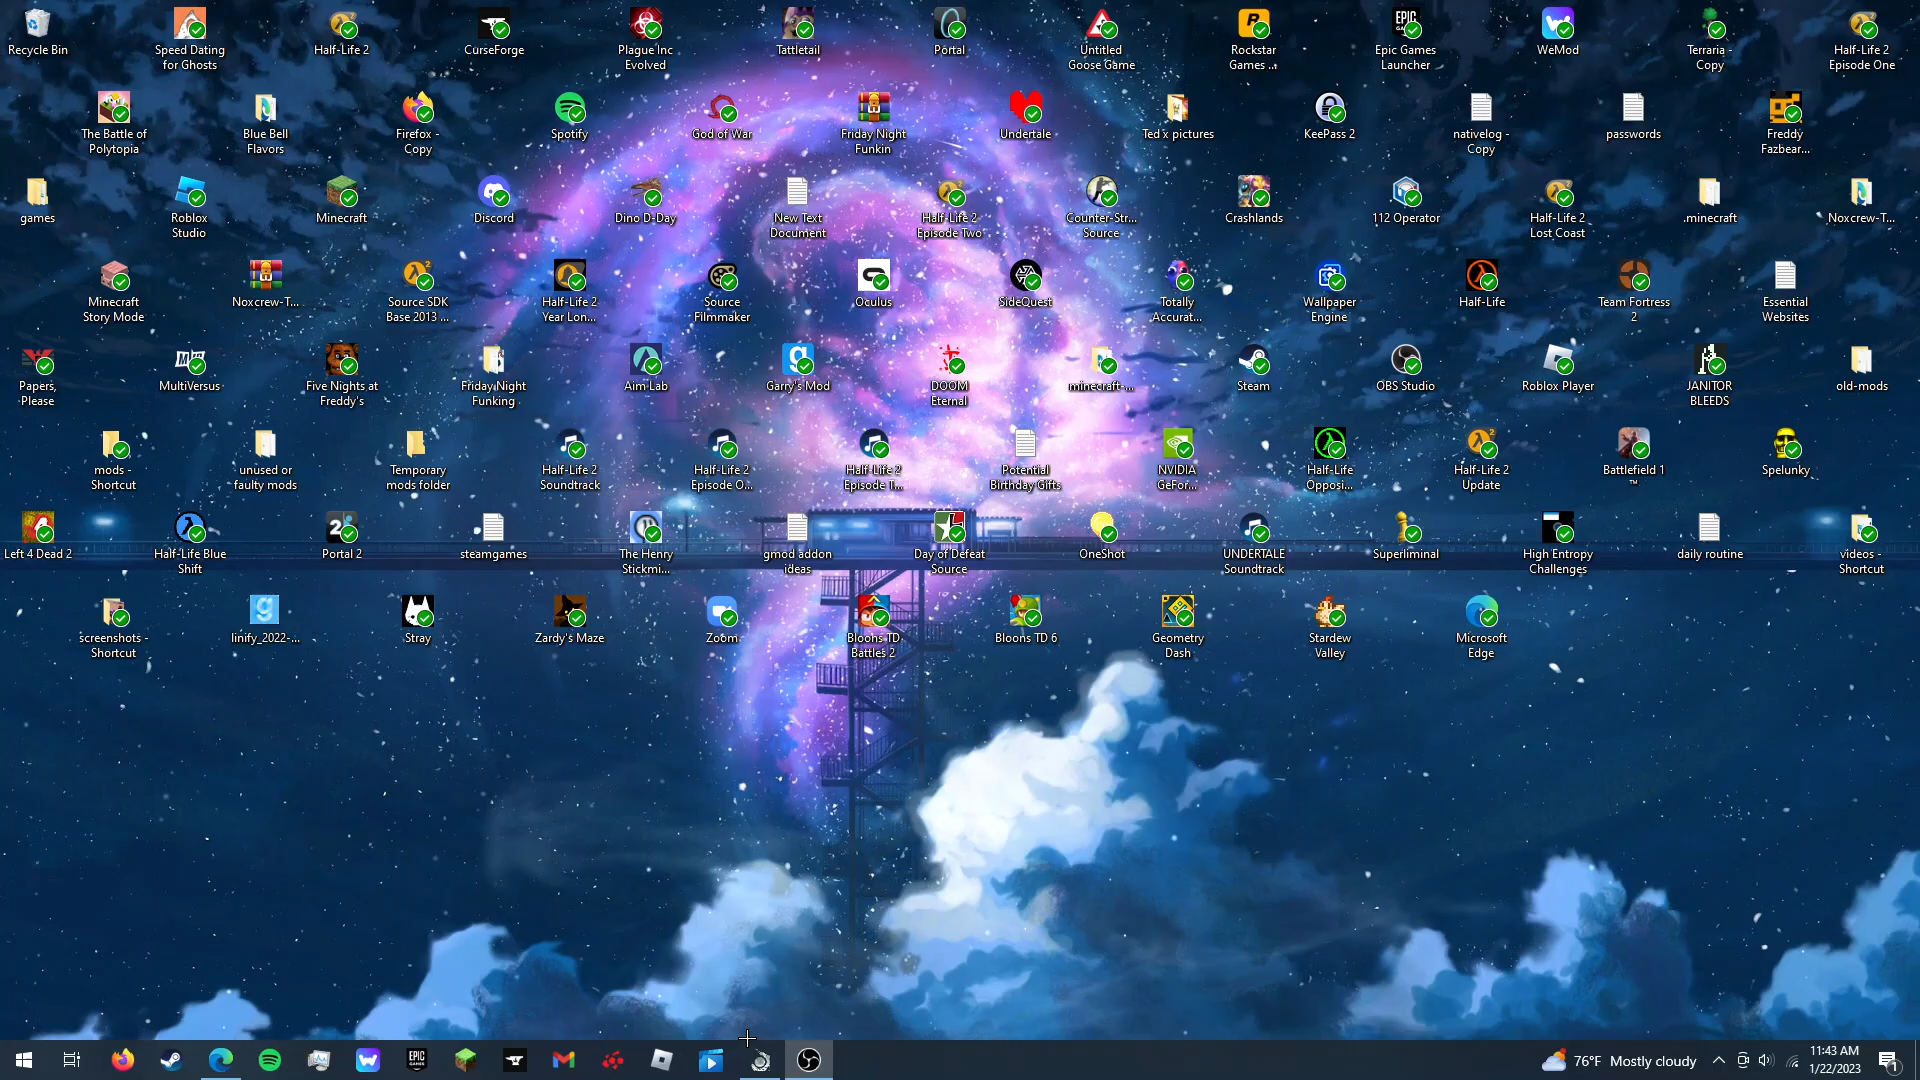 Recycle Bin
Speed Dating
for Ghosts
Half-Life 2
CurseForge
Plague Inc
Evolved
Tattletail
Portal
Untitled
Goose Game
Rockstar
Games ...
Epic Games
Launcher
WeMod
Terraria -
Copy
Half-Life 2
Episode One
The Battle of
Polytopia
Blue Bell
Flavors
Firefox -
Copy
Spotify
God of War
Friday Night
Funkin
Undertale
Ted x pictures
KeePass 2
nativelog -
Copy
passwords
Freddy
Fazbear...
games
Roblox
Studio
Minecraft
Discord
Dino D-Day
New Text
Document
Half-Life 2
Episode Two
Counter-Str...
Source
Crashlands
112 Operator
Half-Life 2
Lost Coast
.minecraft
Noxcrew-T...
Minecraft
Story Mode
Noxcrew-T...
Source SDK
Base 2013 ...
Half-Life 2
Year Lon...
Source
Filmmaker
Oculus
SideQuest
Totally
Accurat...
Wallpaper
Engine
Half-Life
Team Fortress
2
Essential
Websites
Papers,
Please
MultiVersus
Five Nights at
Freddy's
Friday Night
Funking
Aim Lab
Garry's Mod
DOOM
Eternal
minecraft-...
Steam
OBS Studio
Roblox Player
JANITOR
BLEEDS
old-mods
mods -
Shortcut
unused or
faulty mods
Temporary
mods folder
Half-Life 2
Soundtrack
Half-Life 2
Episode O...
Half-Life 2
Episode T...
Potential
Birthday Gifts
NVIDIA
GeFor...
Half-Life
Opposi...
Half-Life 2
Update
Battlefield 1
™
Spelunky
Left 4 Dead 2
Half-Life Blue
Shift
Portal 2
steamgames
The Henry
Stickmi...
gmod addon
ideas
Day of Defeat
Source
OneShot
UNDERTALE
Soundtrack
Superliminal
High Entropy
Challenges
daily routine
videos -
Shortcut
screenshots -
Shortcut
linify_2022-...
Stray
Zardy's Maze
Zoom
Bloons TD
Battles 2
Bloons TD 6
Geometry
Dash
Stardew
Valley
Microsoft
Edge
76°F Mostly cloudy
11:43 AM
1/22/2023
1